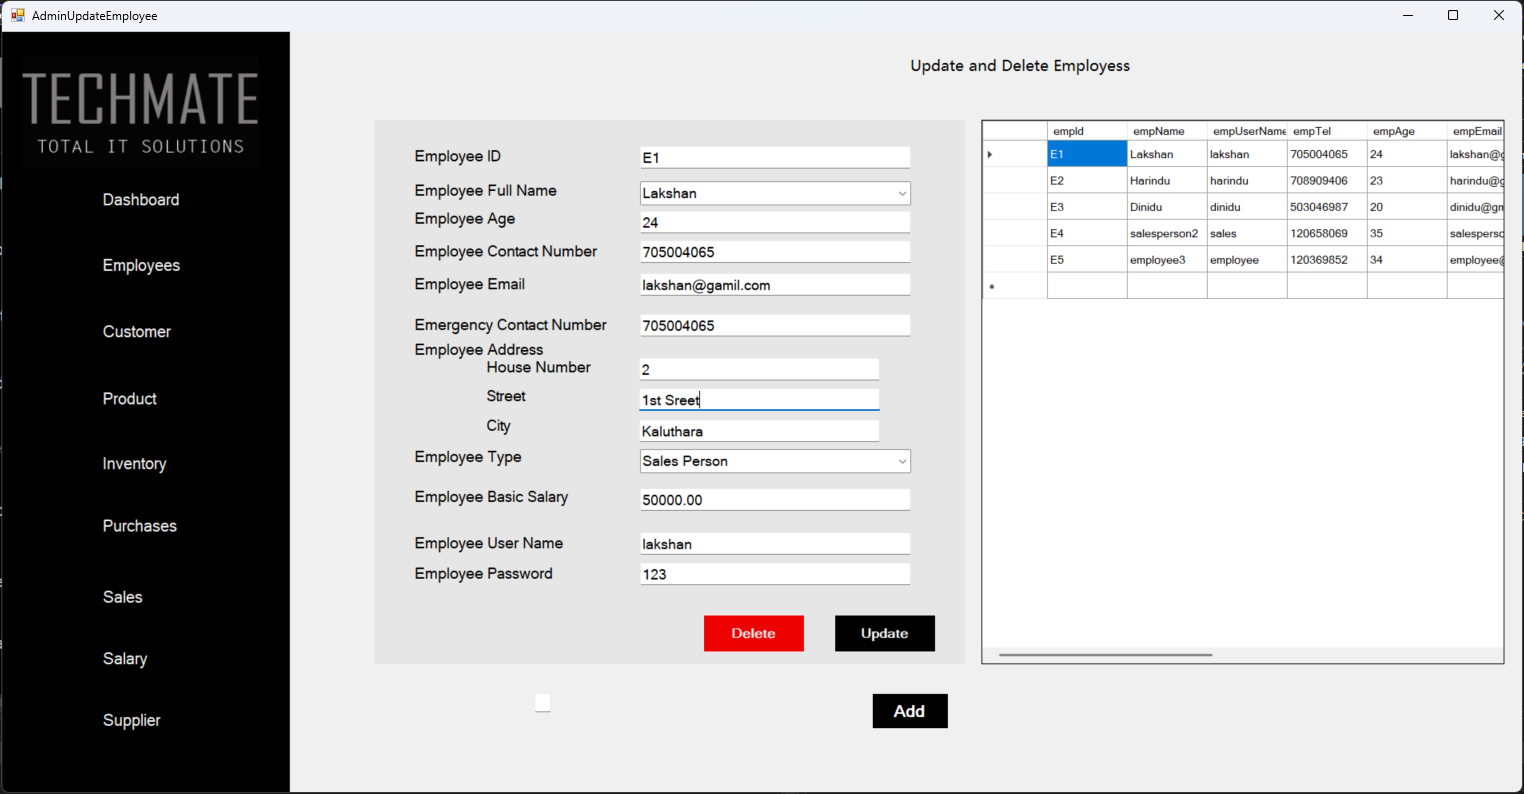 AdminUpdateEmployee
TECHMATE
TOTAL IT SOLUTIONS
Dashboard
Employees
Customer
Product
Inventory
Purchases
Sales
Salary
Supplier
Update and Delete Employess
Employee ID E1
Employee Full Name Lakshan
Employee Age 24
Employee Contact Number 705004065
Employee Email lakshan@gamil.com
Emergency Contact Number 705004065
Employee Address
House Number 2
Street 1st Sreet
City Kaluthara
Employee Type Sales Person
Employee Basic Salary 50000.00
Employee User Name lakshan
Employee Password 123
Delete Update
Add
empId empName empUserName empTel empAge empEmail
E1 Lakshan lakshan 705004065 24 lakshan@g
E2 Harindu harindu 708909406 23 harindu@g
E3 Dinidu dinidu 503046987 20 dinidu@gm
E4 salesperson2 sales 120658069 35 salesperso
E5 employee3 employee 120369852 34 employee@